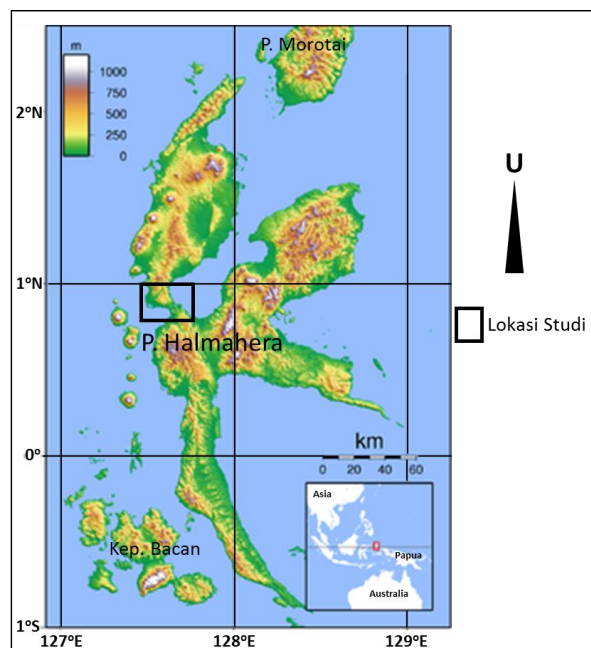 m
1000
750
500
250
0
P. Morotai
2ºN
U
1ºN
Lokasi Studi
P. Halmahera
0º
km
0 20 40 60
Asia
Papua
Australia
Kep. Bacan
1ºS
127ºE
128ºE
129ºE